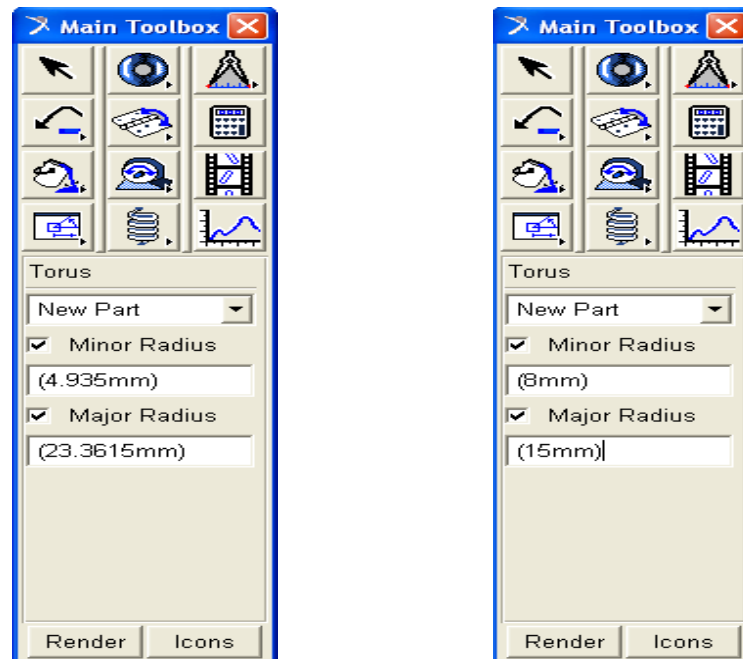 Main Toolbox
Torus
New Part
Minor Radius
(4.935mm)
Major Radius
(23.3615mm)
Render Icons
Main Toolbox
Torus
New Part
Minor Radius
(8mm)
Major Radius
(15mm)
Render Icons